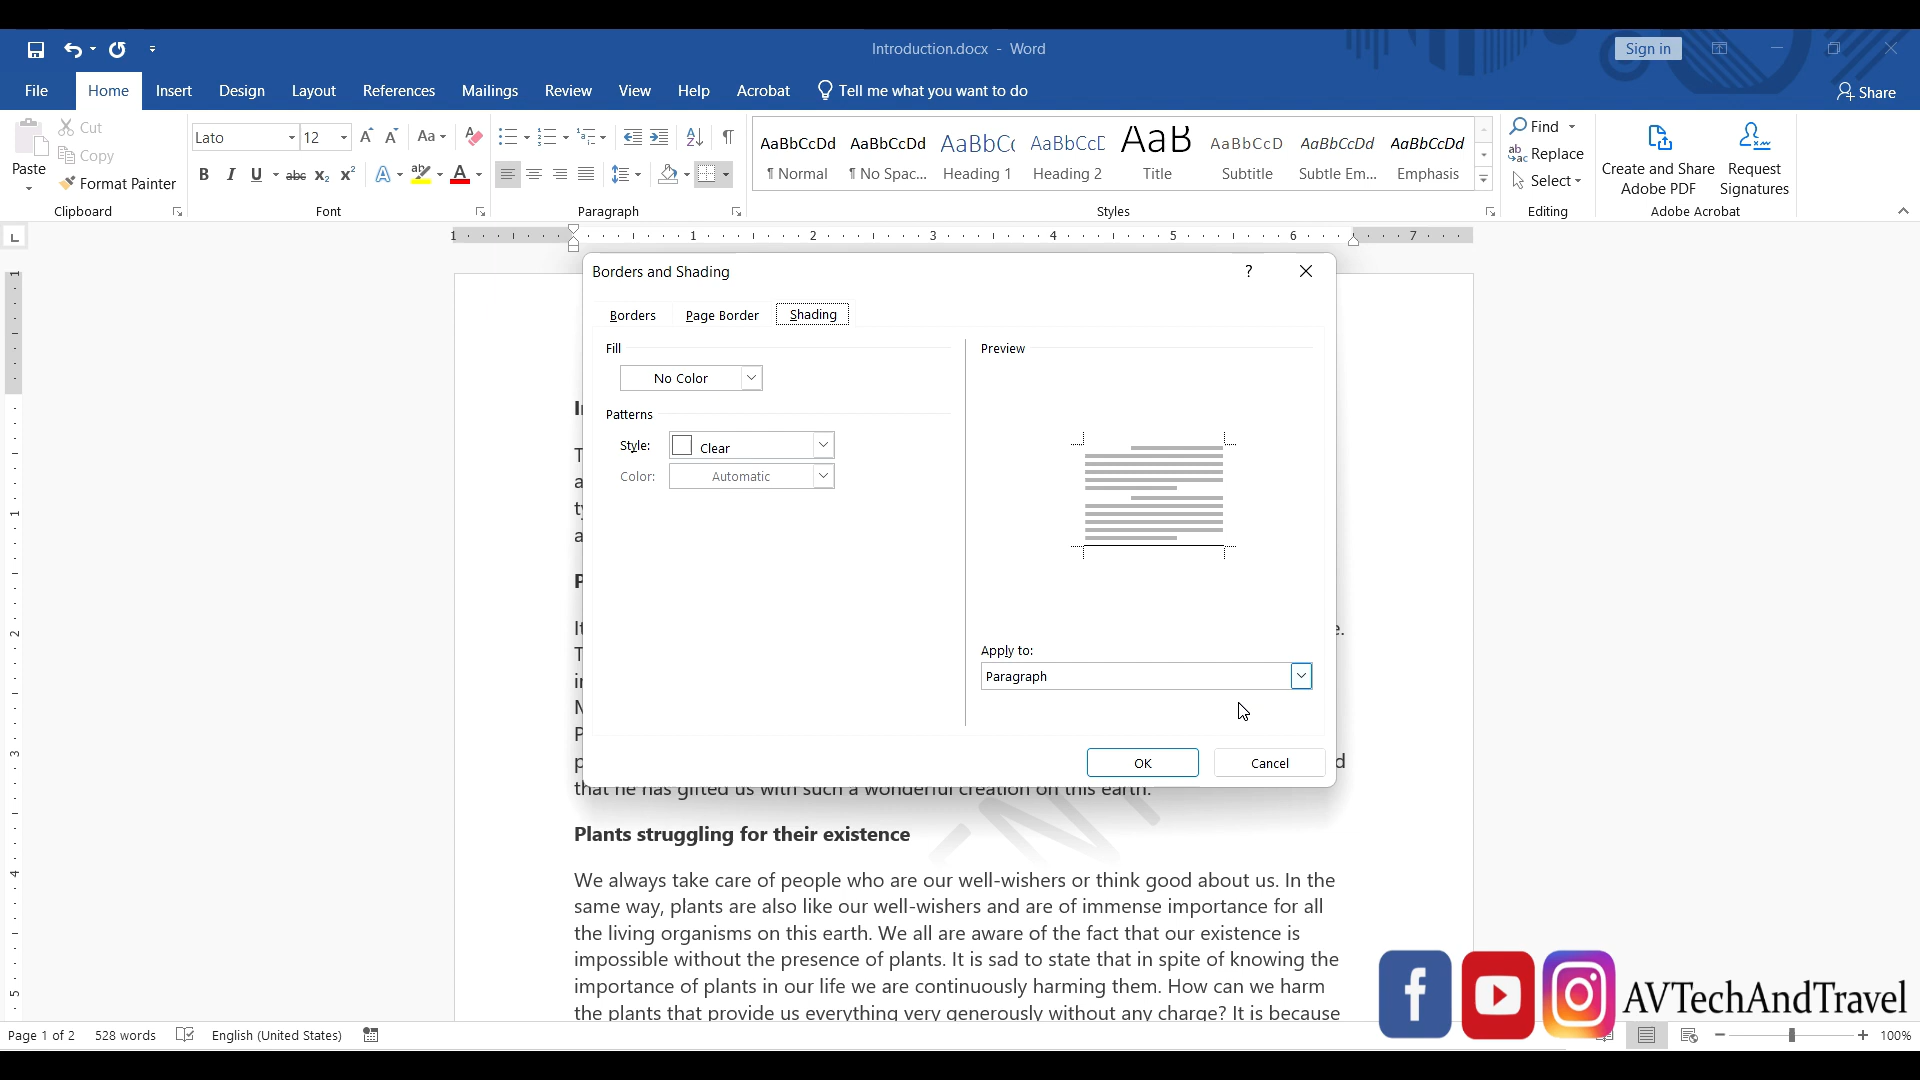 Introduction.docx - Word
Sign in
File Home Insert Design Layout References Mailings Review View Help Acrobat Tell me what you want to do
Share
Paste
Cut
Copy
Format Painter
Clipboard
Lato 12
Font
Paragraph
AaBbCcDd ¶ Normal
AaBbCcDd ¶ No Spac...
AaBbCc Heading 1
AaBbCcE Heading 2
AaB Title
AaBbCcD Subtitle
AaBbCcDd Subtle Em...
AaBbCcDd Emphasis
Styles
Find
Replace
Select
Editing
Create and Share
Adobe PDF
Request
Signatures
Adobe Acrobat
1 1 2 3 4 5 6 7
Borders and Shading
Borders Page Border Shading
Fill
No Color
Patterns
Style: Clear
Color: Automatic
Preview
Apply to:
Paragraph
OK Cancel
that he has gifted us with such a wonderful creation on this earth.
Plants struggling for their existence
We always take care of people who are our well-wishers or think good about us. In the
same way, plants are also like our well-wishers and are of immense importance for all
the living organisms on this earth. We all are aware of the fact that our existence is
impossible without the presence of plants. It is sad to state that in spite of knowing the
importance of plants in our life we are continuously harming them. How can we harm
the plants that provide us everything very generously without any charge? It is because
AVTechAndTravel
Page 1 of 2 528 words English (United States) 100%